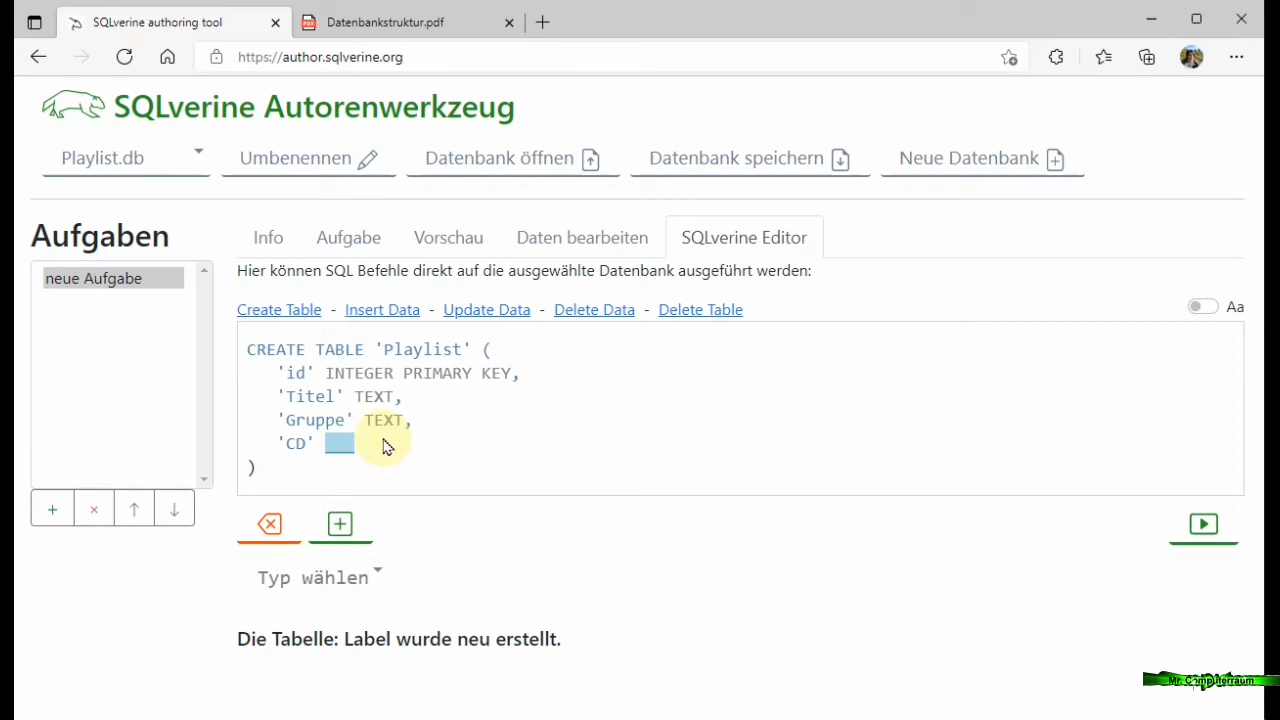 SQLverine authoring tool
Datenbankstruktur.pdf
https://author.sqlverine.org
SQLverine Autorenwerkzeug
Playlist.db
Umbenennen
Datenbank öffnen
Datenbank speichern
Neue Datenbank
Aufgaben
Info
Aufgabe
Vorschau
Daten bearbeiten
SQLverine Editor
neue Aufgabe
Hier können SQL Befehle direkt auf die ausgewählte Datenbank ausgeführt werden:
Create Table - Insert Data - Update Data - Delete Data - Delete Table
Aa
CREATE TABLE 'Playlist' (
'id' INTEGER PRIMARY KEY,
'Titel' TEXT,
'Gruppe' TEXT,
'CD' ___
)
Typ wählen
Die Tabelle: Label wurde neu erstellt.
Mr. Computerraum